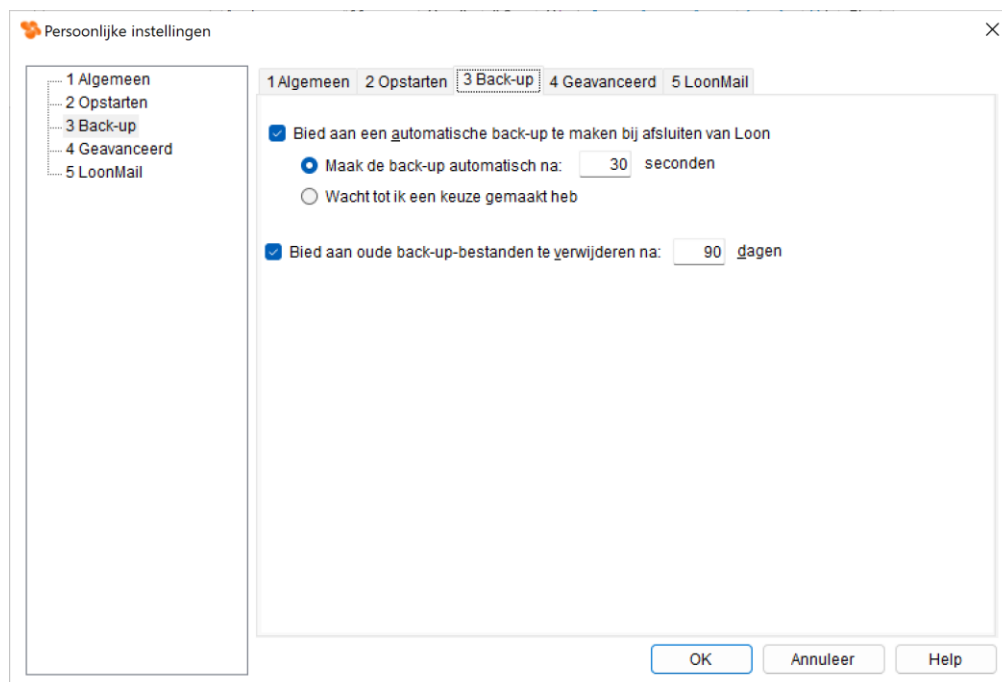 Persoonlijke instellingen
1 Algemeen
2 Opstarten
3 Back-up
4 Geavanceerd
5 LoonMail
1 Algemeen 2 Opstarten 3 Back-up 4 Geavanceerd 5 LoonMail
Bied aan een automatische back-up te maken bij afsluiten van Loon
Maak de back-up automatisch na: 30 seconden
Wacht tot ik een keuze gemaakt heb
Bied aan oude back-up-bestanden te verwijderen na: 90 dagen
OK Annuleer Help